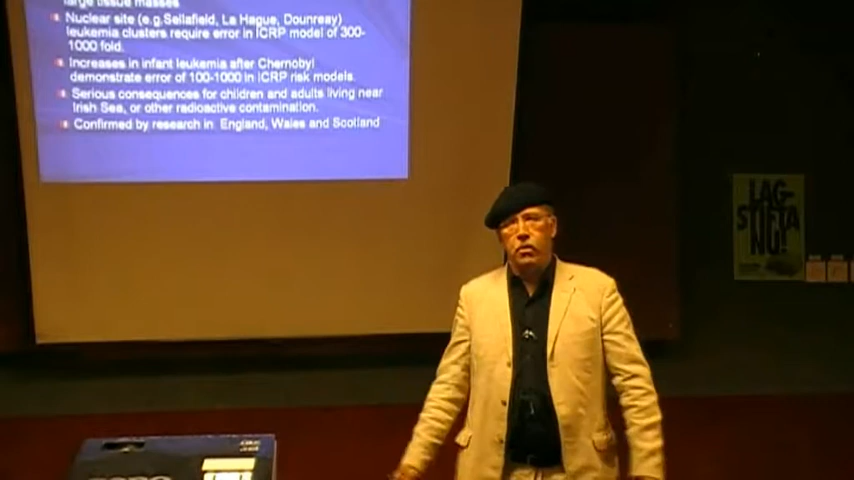 large tissue masses
Nuclear site (e.g.Sellafield, La Hague, Dounreay)
leukemia clusters require error in ICRP model of 300-
1000 fold.
Increases in infant leukemia after Chernobyl
demonstrate error of 100-1000 in ICRP risk models.
Serious consequences for children and adults living near
Irish Sea, or other radioactive contamination.
Confirmed by research in England, Wales and Scotland
LAG-
STIFTA
NU!